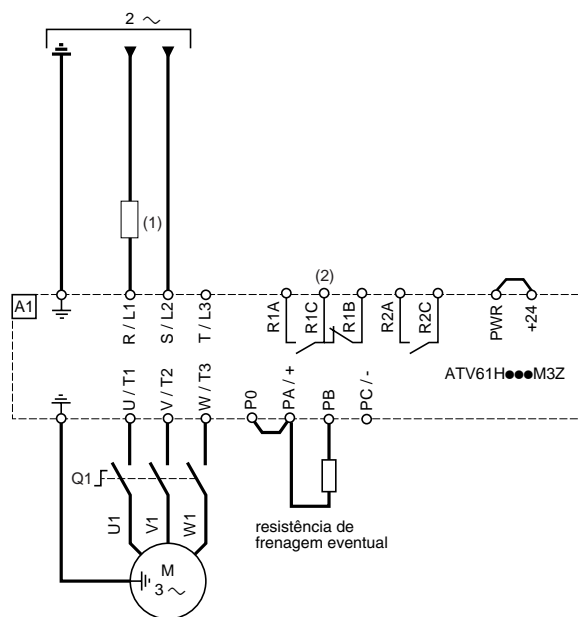 2 ∼
(1)
(2)
A1
R / L1
S / L2
T / L3
R1A
R1C
R1B
R2A
R2C
PWR
+24
ATV61H●●●M3Z
U / T1
V / T2
W / T3
P0
PA / +
PB
PC / -
Q1
U1
V1
W1
resistência de
frenagem eventual
M
3 ∼